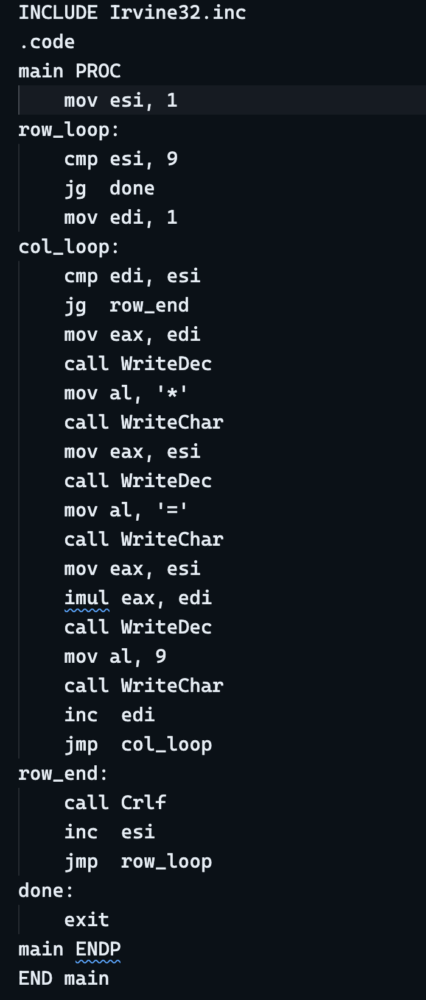 INCLUDE Irvine32.inc
.code
main PROC
    mov esi, 1
row_loop:
    cmp esi, 9
    jg  done
    mov edi, 1
col_loop:
    cmp edi, esi
    jg  row_end
    mov eax, edi
    call WriteDec
    mov al, '*'
    call WriteChar
    mov eax, esi
    call WriteDec
    mov al, '='
    call WriteChar
    mov eax, esi
    imul eax, edi
    call WriteDec
    mov al, 9
    call WriteChar
    inc  edi
    jmp  col_loop
row_end:
    call Crlf
    inc  esi
    jmp  row_loop
done:
    exit
main ENDP
END main